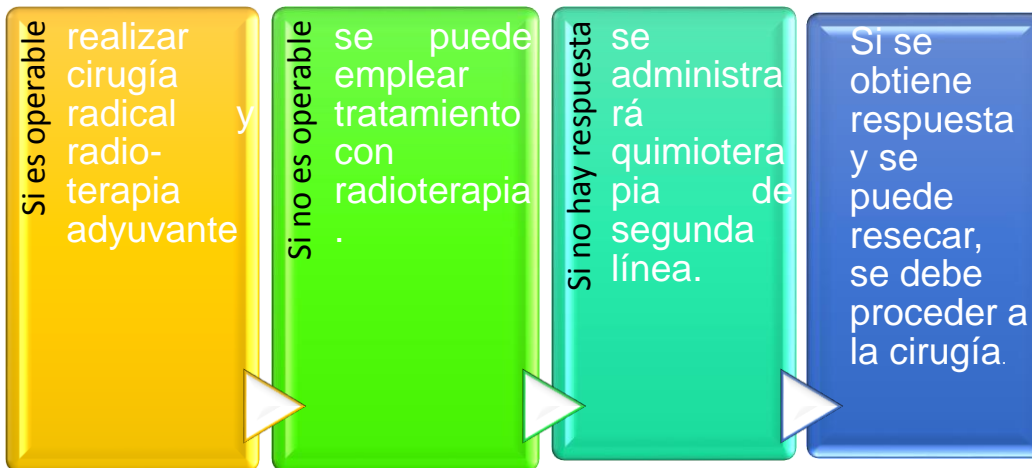 Si es operable
realizar
cirugía
radical y
radio-
terapia
adyuvante
Si no es operable
se puede
emplear
tratamiento
con
radioterapia
.
Si no hay respuesta
se
administra
rá
quimiotera
pia de
segunda
línea.
Si se
obtiene
respuesta
y se
puede
resecar,
se debe
proceder a
la cirugía.